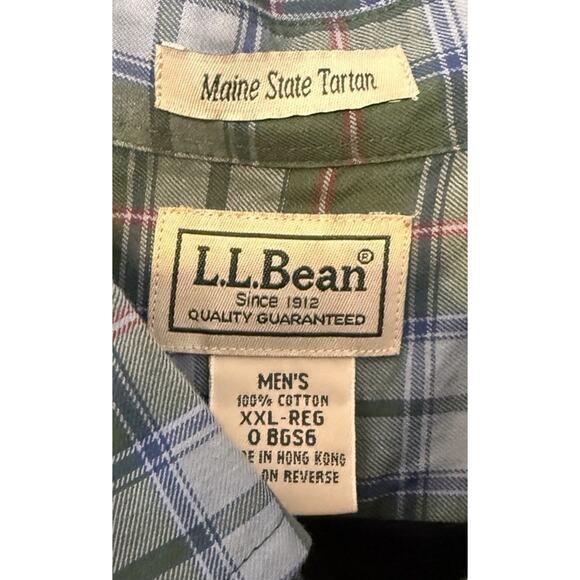 Maine State Tartan
L.L.Bean®
Since 1912
QUALITY GUARANTEED
MEN'S
100% COTTON
XXL-REG
0 BGS6
E IN HONG KONG
ON REVERSE